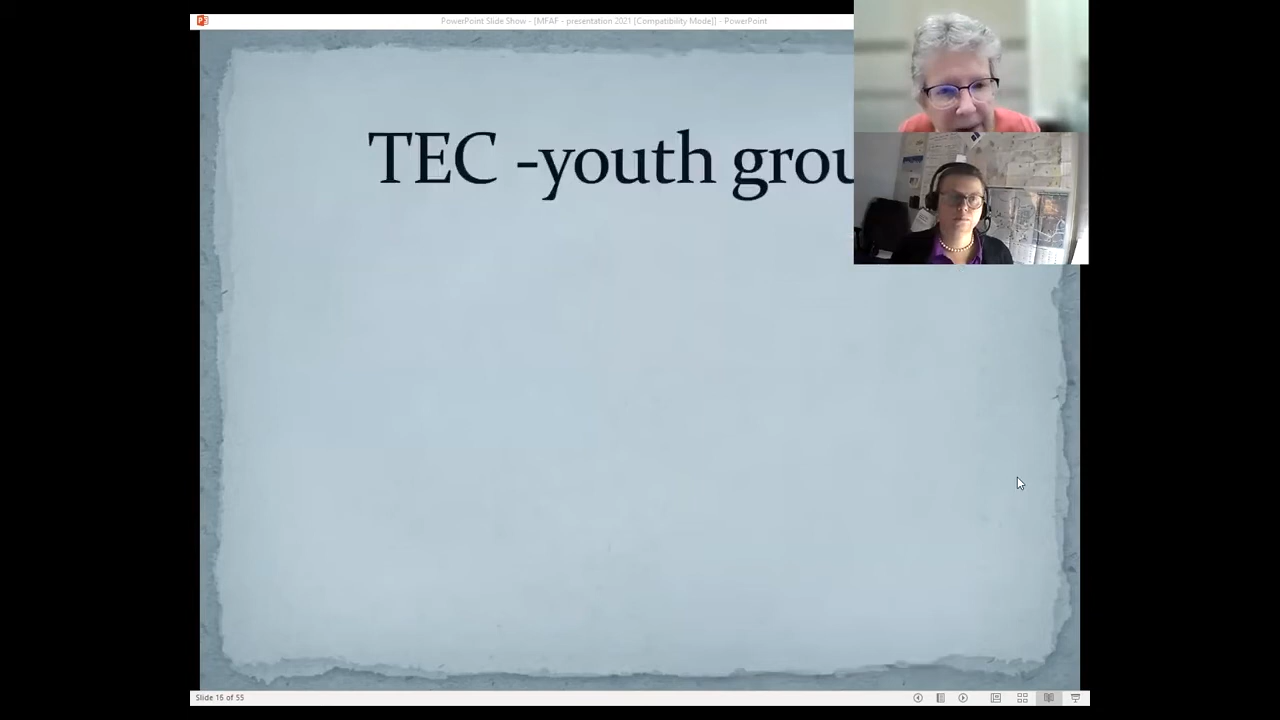 PowerPoint Slide Show - [MFAF - presentation 2021 [Compatibility Mode]] - PowerPoint
TEC -youth grou
Slide 16 of 55